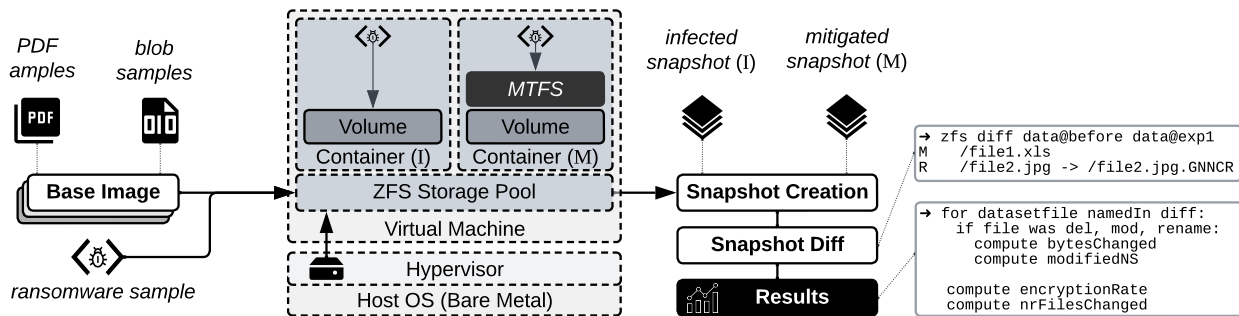 PDF
amples
blob
samples
PDF
Base Image
ransomware sample
MTFS
Volume
Volume
Container (I)
Container (M)
ZFS Storage Pool
Virtual Machine
Hypervisor
Host OS (Bare Metal)
infected
snapshot (I)
mitigated
snapshot (M)
Snapshot Creation
Snapshot Diff
Results
➜ zfs diff data@before data@exp1
M /file1.xls
R /file2.jpg -> /file2.jpg.GNNCR
➜ for datasetfile namedIn diff:
if file was del, mod, rename:
compute bytesChanged
compute modifiedNS
compute encryptionRate
compute nrFilesChanged